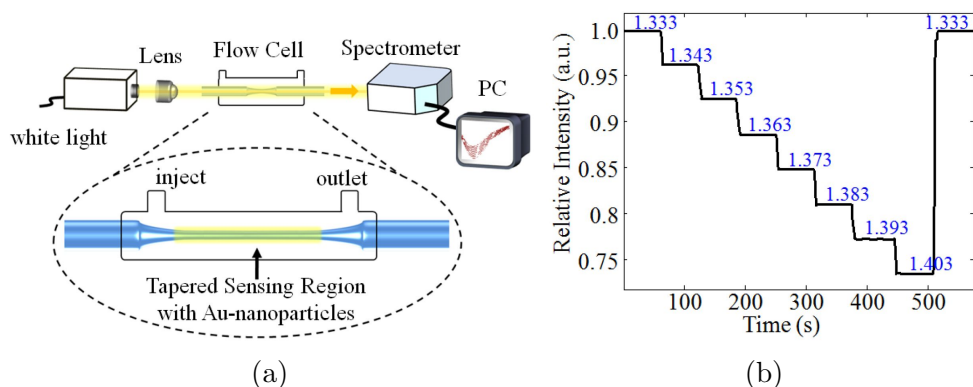 Flow Cell
Lens
Spectrometer
PC
white light
inject
outlet
Tapered Sensing Region
with Au-nanoparticles
(a)
Relative Intensity (a.u.)
1.0
0.95
0.9
0.85
0.8
0.75
1.333
1.343
1.353
1.363
1.373
1.383
1.393
1.403
1.333
100 200 300 400 500
Time (s)
(b)